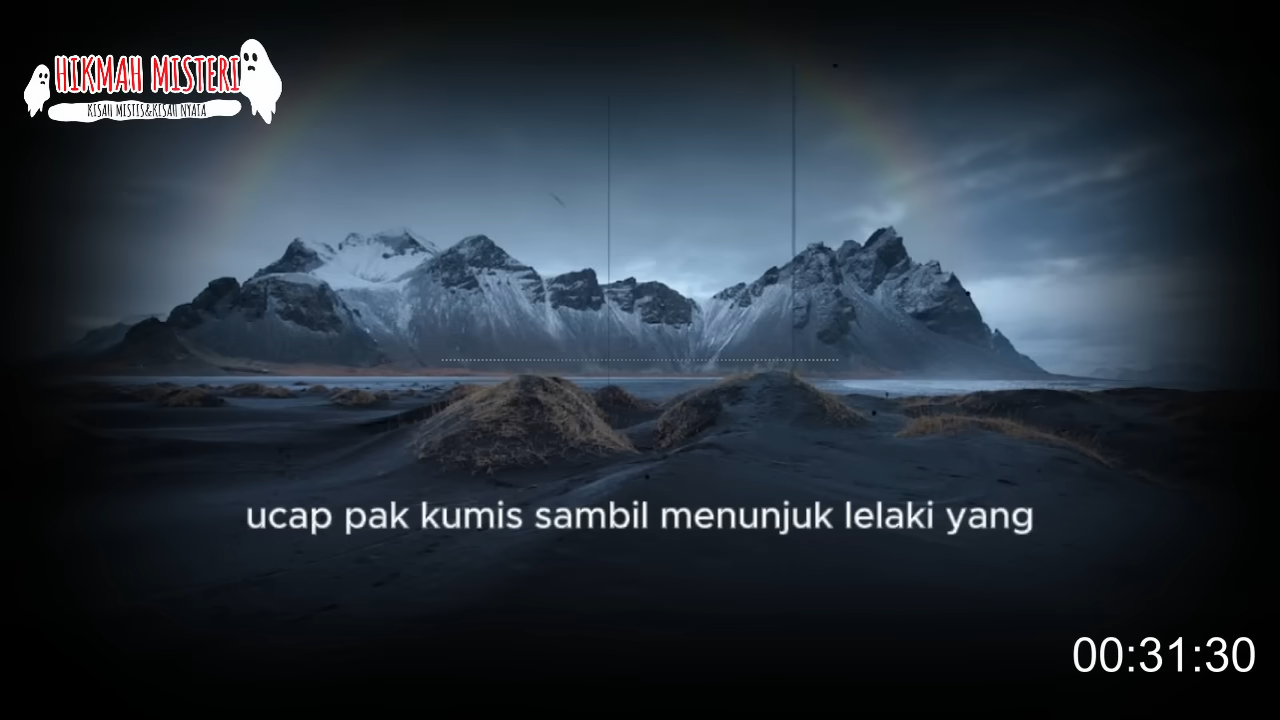 HIKMAH MISTERI
KISAH MISTIS&KISAH NYATA
ucap pak kumis sambil menunjuk lelaki yang
00:31:30